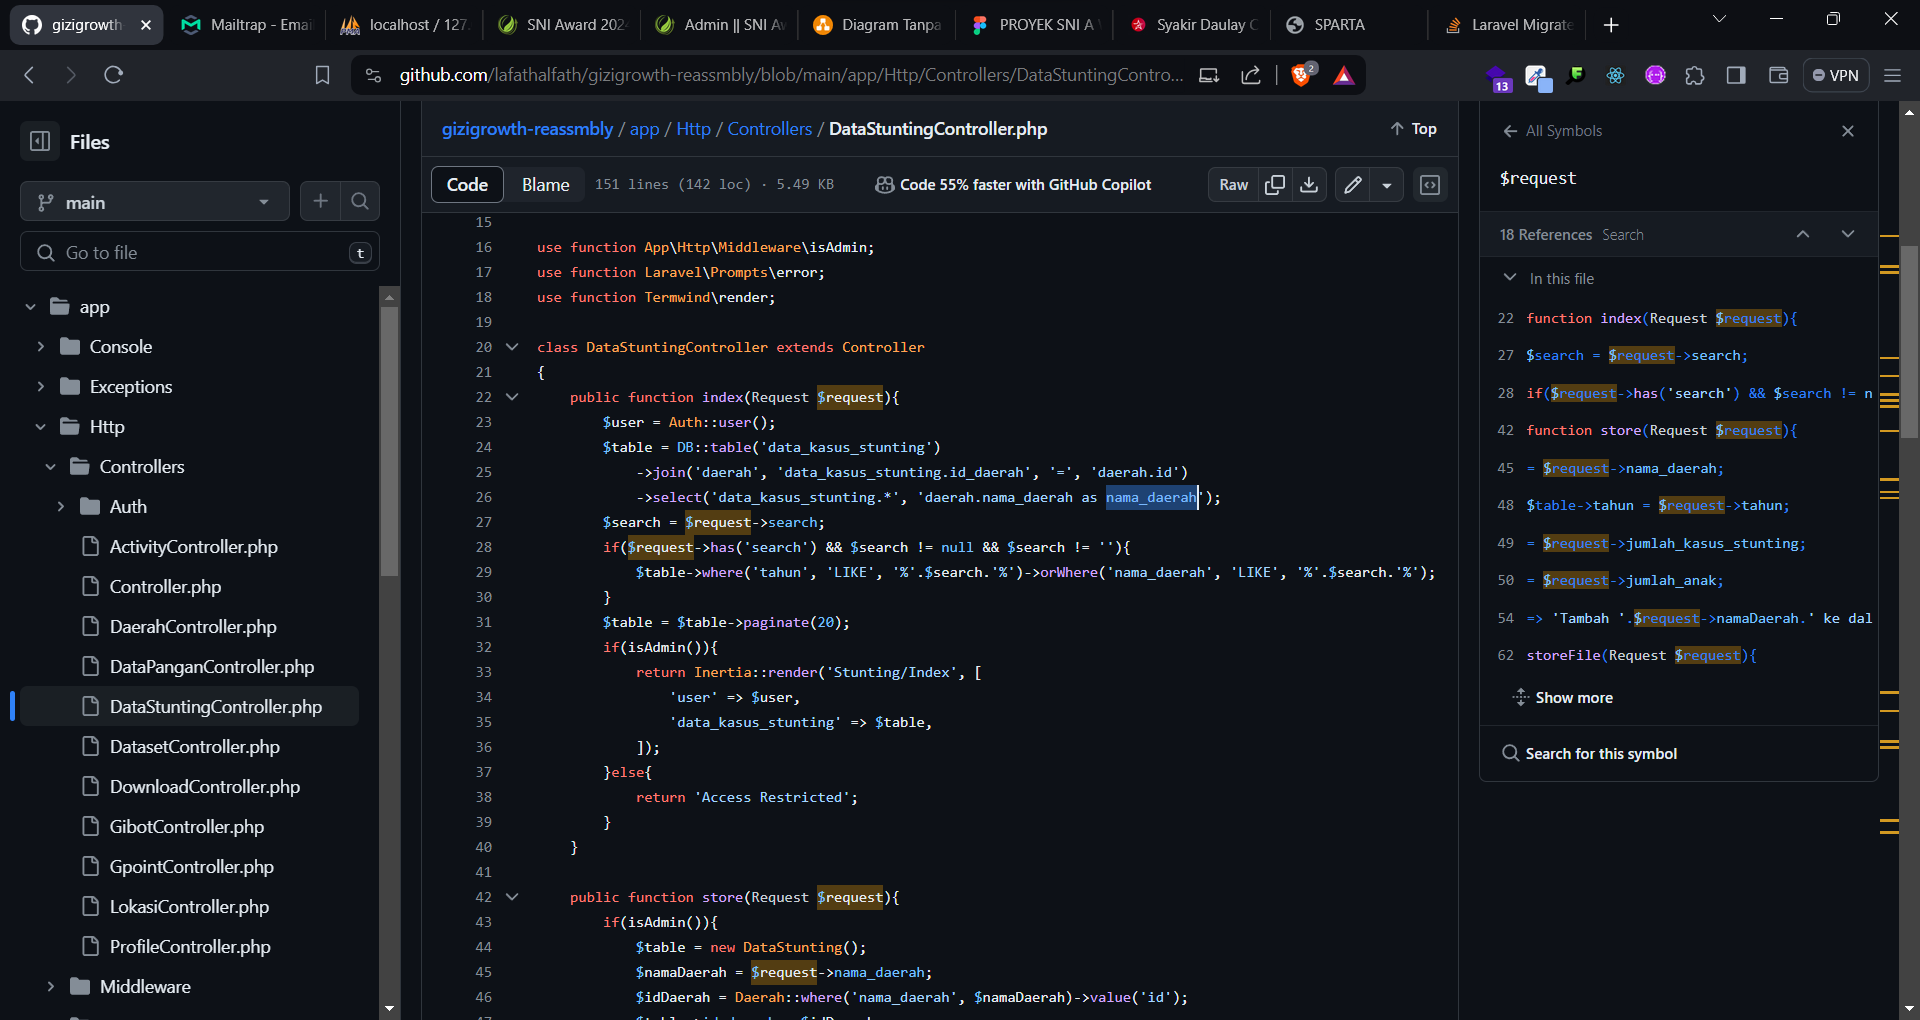 gizigrowth
Mailtrap - Emai
localhost / 127.
SNI Award 202
Admin || SNI Aw
Diagram Tanpa
PROYEK SNI A
Syakir Daulay C
SPARTA
Laravel Migrate
github.com/lafathalfath/gizigrowth-reassmbly/blob/main/app/Http/Controllers/DataStuntingContro...
2
13
VPN
Files
main
Go to file
t
app
Console
Exceptions
Http
Controllers
Auth
ActivityController.php
Controller.php
DaerahController.php
DataPanganController.php
DataStuntingController.php
DatasetController.php
DownloadController.php
GibotController.php
GpointController.php
LokasiController.php
ProfileController.php
Middleware
gizigrowth-reassmbly / app / Http / Controllers / DataStuntingController.php
Top
Code
Blame
151 lines (142 loc) · 5.49 KB
Code 55% faster with GitHub Copilot
Raw
15
16 use function App\Http\Middleware\isAdmin;
17 use function Laravel\Prompts\error;
18 use function Termwind\render;
19
20 class DataStuntingController extends Controller
21 {
22 public function index(Request $request){
23 $user = Auth::user();
24 $table = DB::table('data_kasus_stunting')
25 ->join('daerah', 'data_kasus_stunting.id_daerah', '=', 'daerah.id')
26 ->select('data_kasus_stunting.*', 'daerah.nama_daerah as nama_daerah');
27 $search = $request->search;
28 if($request->has('search') && $search != null && $search != ''){
29 $table->where('tahun', 'LIKE', '%'.$search.'%')->orWhere('nama_daerah', 'LIKE', '%'.$search.'%');
30 }
31 $table = $table->paginate(20);
32 if(isAdmin()){
33 return Inertia::render('Stunting/Index', [
34 'user' => $user,
35 'data_kasus_stunting' => $table,
36 ]);
37 }else{
38 return 'Access Restricted';
39 }
40 }
41
42 public function store(Request $request){
43 if(isAdmin()){
44 $table = new DataStunting();
45 $namaDaerah = $request->nama_daerah;
46 $idDaerah = Daerah::where('nama_daerah', $namaDaerah)->value('id');
All Symbols
$request
18 References Search
In this file
22 function index(Request $request){
27 $search = $request->search;
28 if($request->has('search') && $search != n
42 function store(Request $request){
45 = $request->nama_daerah;
48 $table->tahun = $request->tahun;
49 = $request->jumlah_kasus_stunting;
50 = $request->jumlah_anak;
54 => 'Tambah '.$request->namaDaerah.' ke dal
62 storeFile(Request $request){
Show more
Search for this symbol